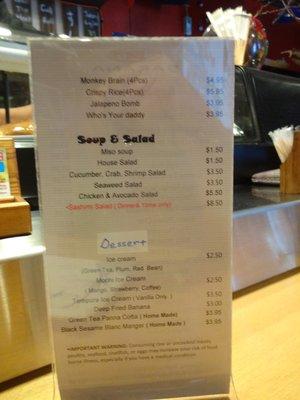 Monkey Brain (4Pcs) $4.95
Crispy Rice(4Pcs) $5.95
Jalapeno Bomb $3.95
Who's Your daddy $3.95
Soup & Salad
Miso soup $1.50
House Salad $1.50
Cucumber, Crab, Shrimp Salad $3.50
Seaweed Salad $3.50
Chicken & Avocado Salad $5.50
*Sashimi Salad ( Dinner& Time only) $8.50
Dessert
Ice cream $2.50
(Green Tea, Plum, Red, Bean)
Mochi Ice Cream $2.50
( Mango, Strawberry, Coffee)
Tempura Ice Cream ( Vanilla Only. ) $3.50
Deep Fried Banana $3.00
Green Tea Panna Cotta ( Home Made) $3.95
Black Sesame Blanc Manger ( Home Made ) $3.95
*IMPORTANT WARNING: Consuming raw or uncooked meats,
poultry, seafood, shellfish, or eggs may increase your risk of food
borne illness, especially if you have a medical condition